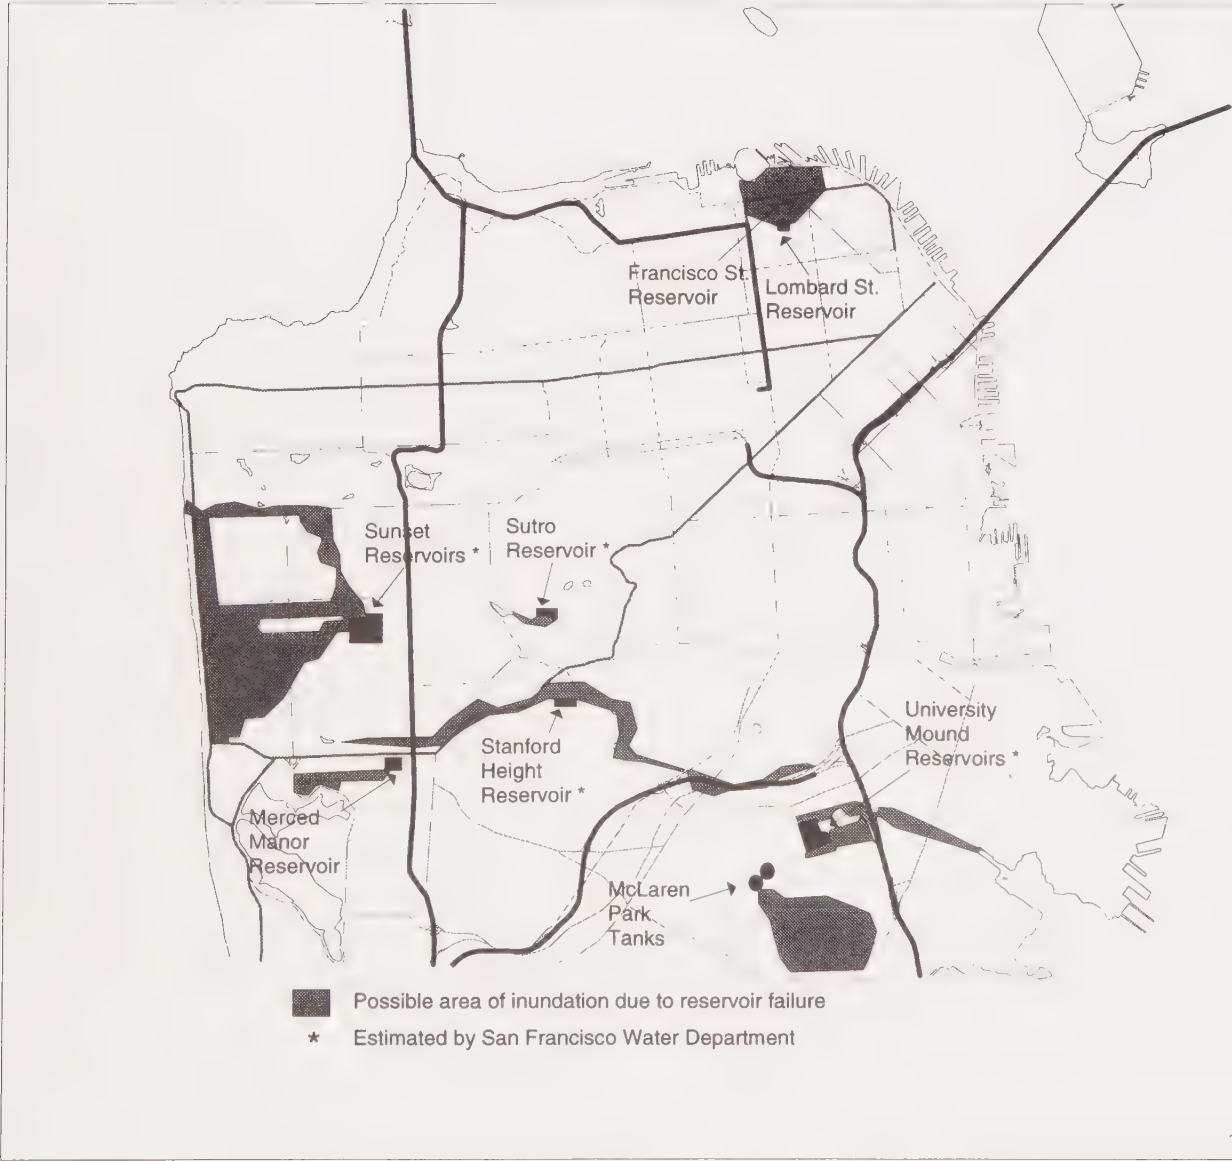 Francisco St.
Reservoir
Lombard St.
Reservoir
Sunset
Reservoirs *
Sutro
Reservoir *
Stanford
Height
Reservoir *
University
Mound
Reservoirs *
Merced
Manor
Reservoir
McLaren
Park
Tanks
Possible area of inundation due to reservoir failure
* Estimated by San Francisco Water Department